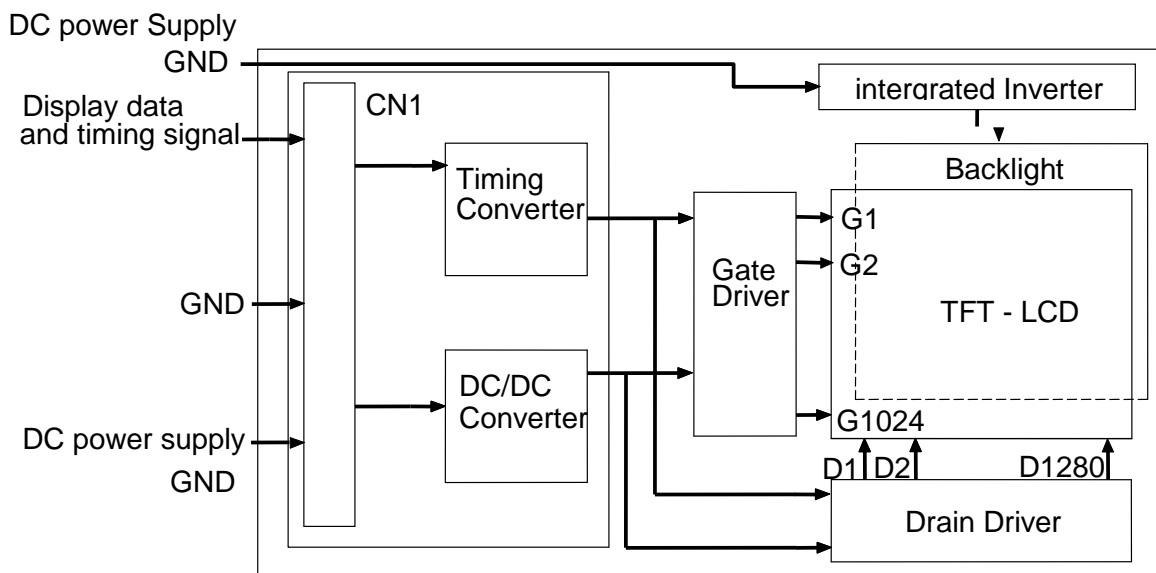 DC power Supply
GND
intergrated Inverter
Display data
and timing signal
CN1
Backlight
Timing
Converter
G1
G2
Gate
Driver
TFT - LCD
GND
DC/DC
Converter
G1024
DC power supply
GND
D1 D2 D1280
Drain Driver